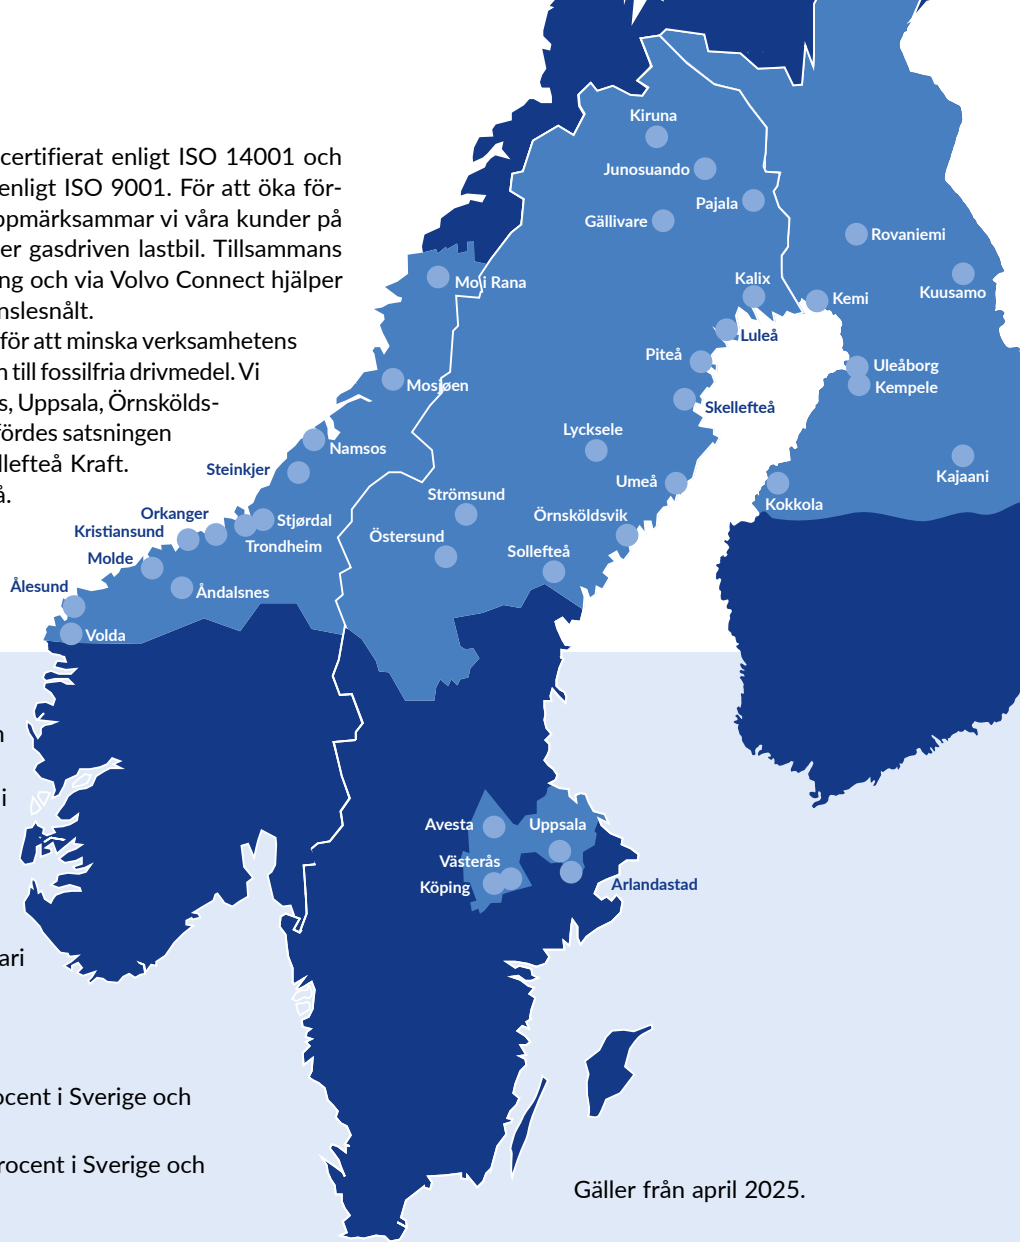 certifierat enligt ISO 14001 och
enligt ISO 9001. För att öka för-
ppmärksammar vi våra kunder på
er gasdriven lastbil. Tillsammans
ng och via Volvo Connect hjälper
nslesnålt.
för att minska verksamhetens
n till fossilfria drivmedel. Vi
s, Uppsala, Örnskölds-
fördes satsningen
llefteå Kraft.
å.
Kiruna
Junosuando
Pajala
Gällivare
Rovaniemi
Kalix
Kuusamo
Mo i Rana
Kemi
Luleå
Piteå
Uleåborg
Mosjøen
Kempele
Skellefteå
Lycksele
Namsos
Steinkjer
Kajaani
Umeå
Strömsund
Kokkola
Orkanger
Örnsköldsvik
Stjørdal
Kristiansund
Östersund
Trondheim
Sollefteå
Molde
Ålesund
Åndalsnes
Volda
n
i
Avesta
Uppsala
Västerås
Köping
Arlandastad
ari
ocent i Sverige och
rocent i Sverige och
Gäller från april 2025.